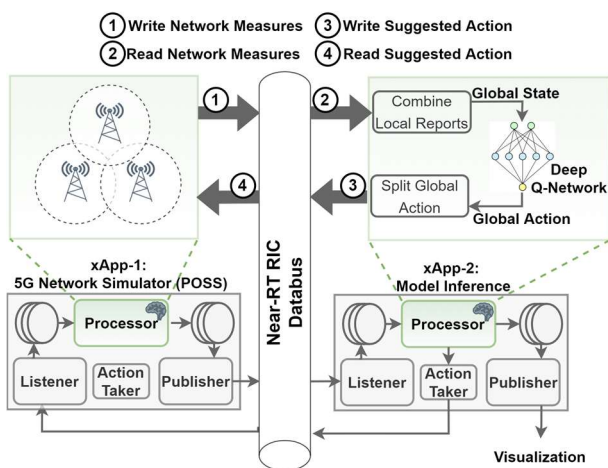 1 Write Network Measures 3 Write Suggested Action
2 Read Network Measures 4 Read Suggested Action
1
2
4
3
Combine
Local Reports
Global State
Deep
Q-Network
Split Global
Action
Global Action
Near-RT RIC
Databus
xApp-1:
5G Network Simulator (POSS)
Processor
Listener
Action
Taker
Publisher
xApp-2:
Model Inference
Processor
Listener
Action
Taker
Publisher
Visualization